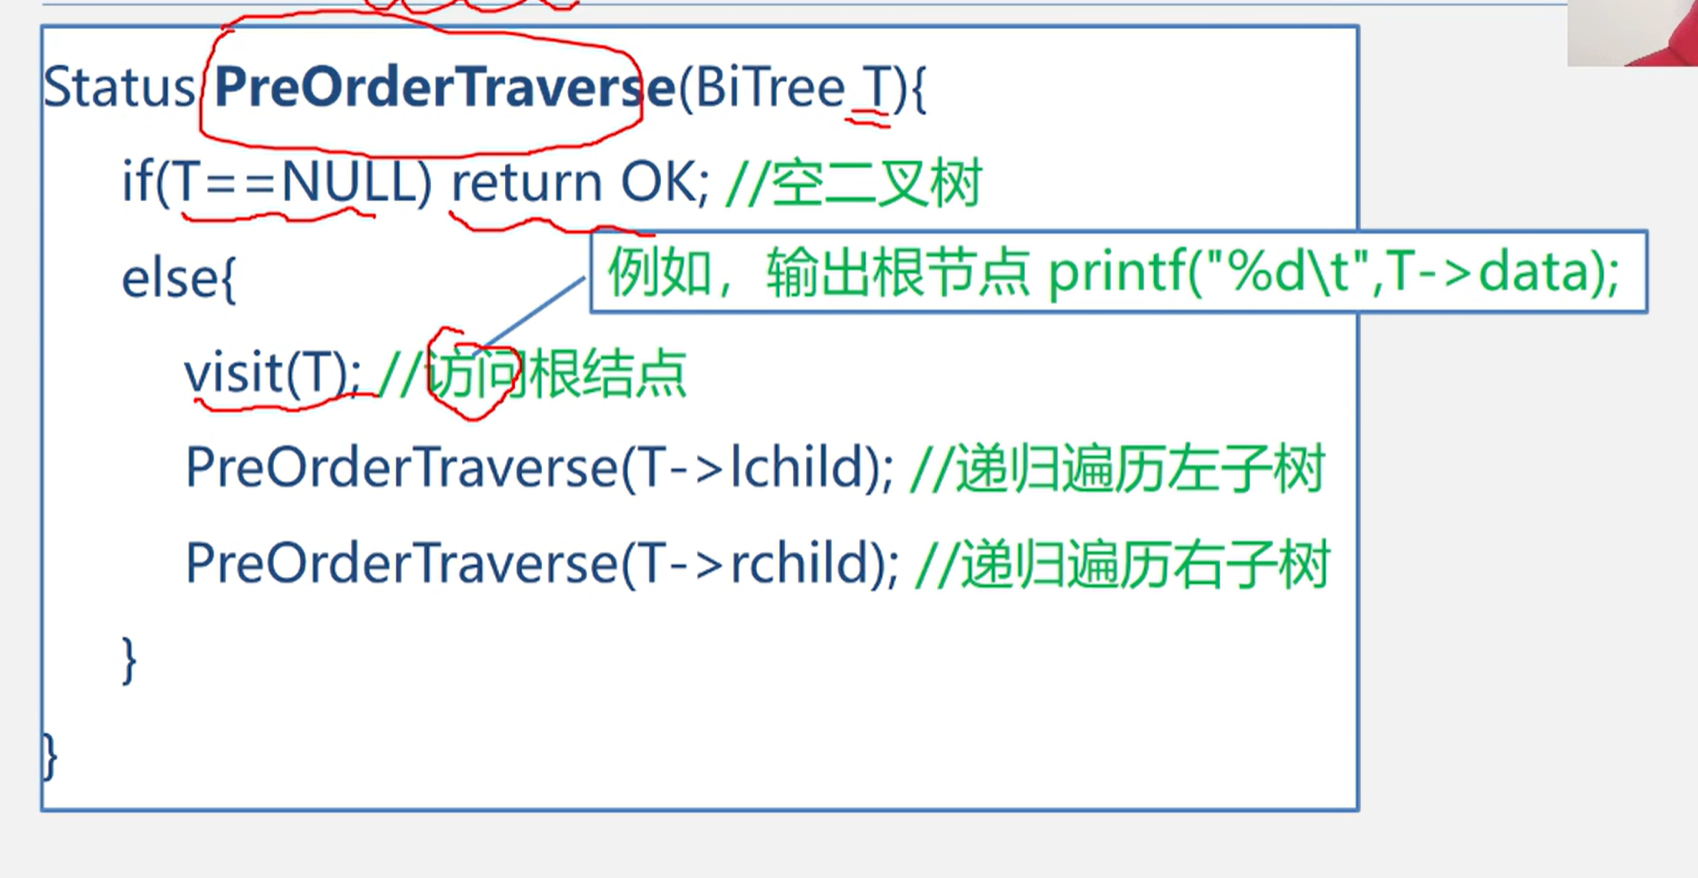 Status PreOrderTraverse(BiTree T){
if(T==NULL) return OK; //空二叉树
else{
例如，输出根节点 printf("%d\t",T->data);
visit(T); //访问根结点
PreOrderTraverse(T->lchild); //递归遍历左子树
PreOrderTraverse(T->rchild); //递归遍历右子树
}
}